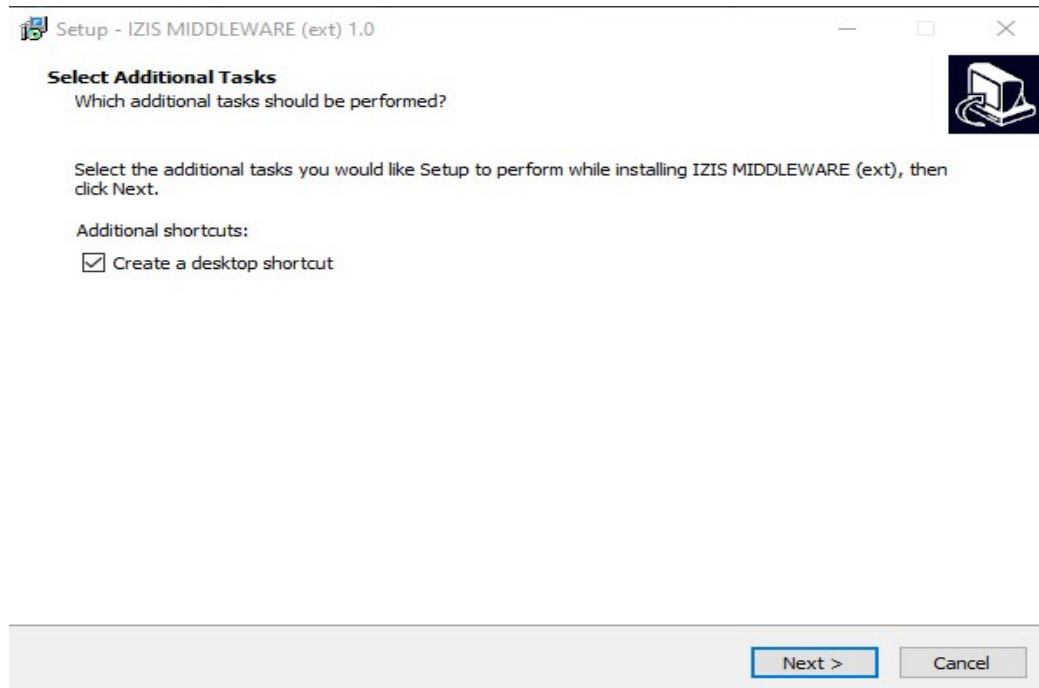 Setup - IZIS MIDDLEWARE (ext) 1.0
Select Additional Tasks
Which additional tasks should be performed?
Select the additional tasks you would like Setup to perform while installing IZIS MIDDLEWARE (ext), then
click Next.
Additional shortcuts:
Create a desktop shortcut
Next >
Cancel